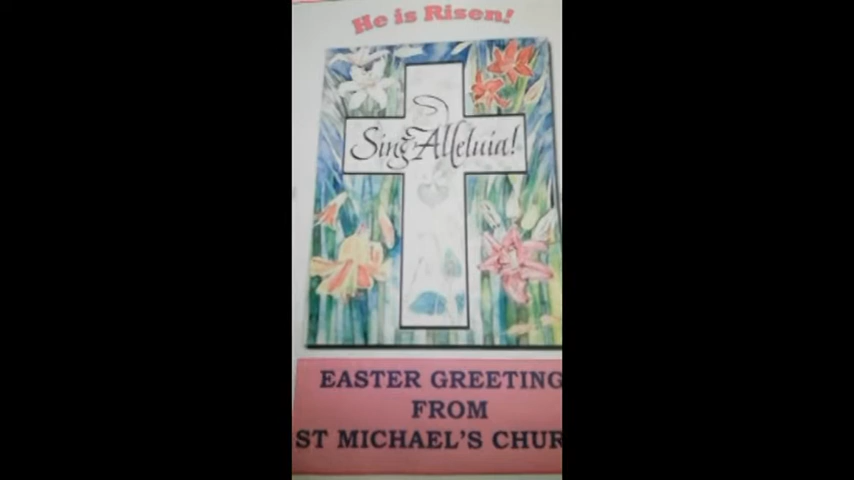 He is Risen!
Sing Alleluia!
EASTER GREETING
FROM
ST MICHAEL'S CHUR